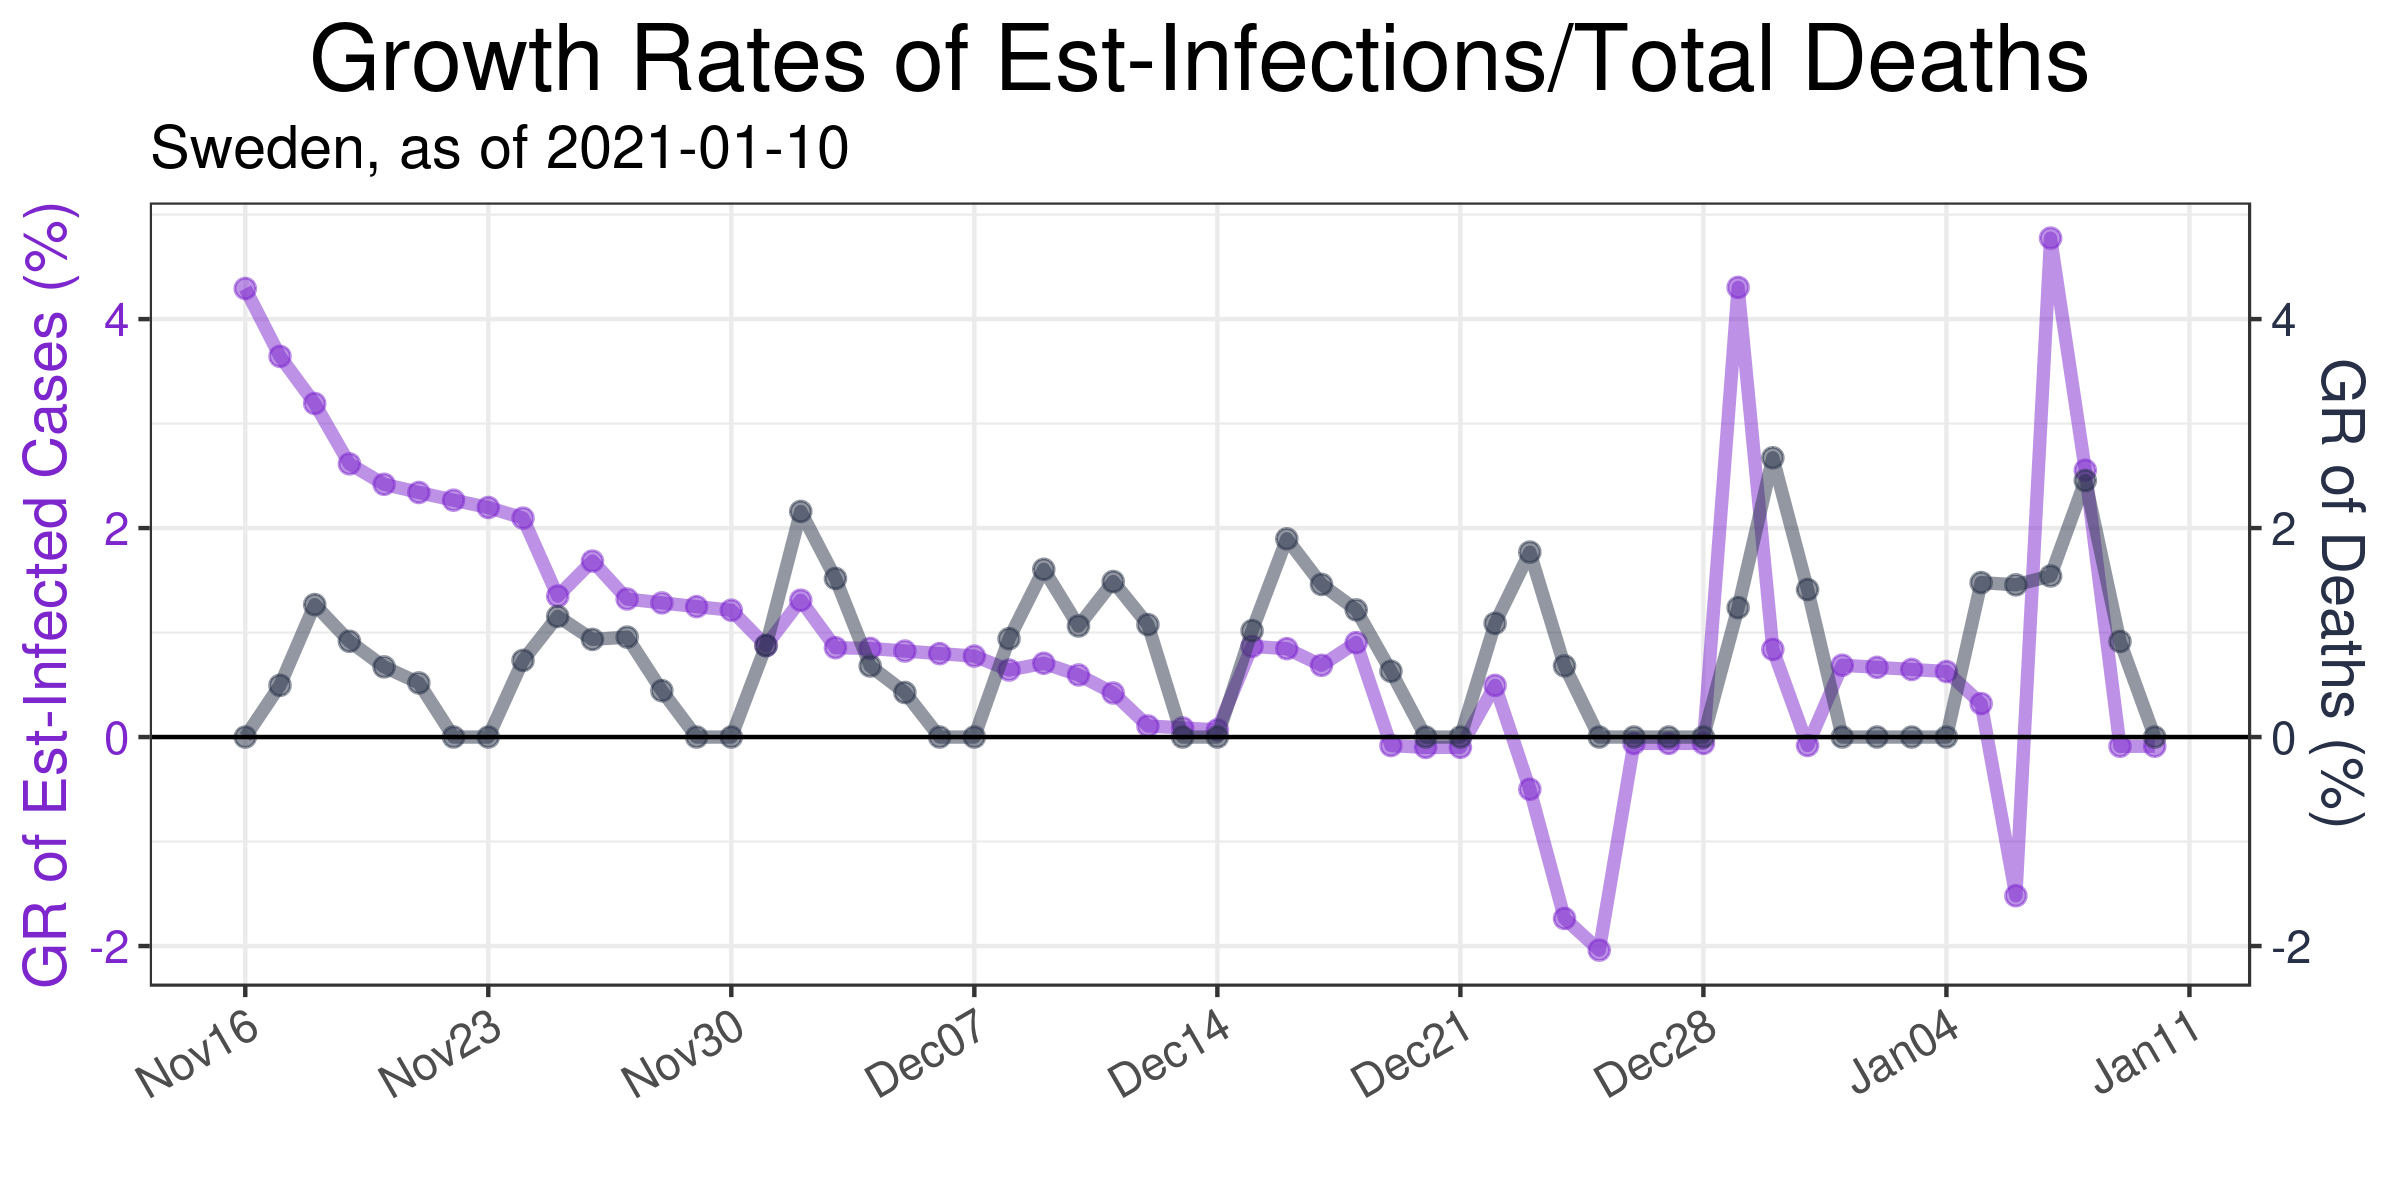 Growth Rates of Est-Infections/Total Deaths
Sweden, as of 2021-01-10
GR of Est-Infected Cases (%)
4
2
0
-2
4
2
0
-2
GR of Deaths (%)
Nov16
Nov23
Nov30
Dec07
Dec14
Dec21
Dec28
Jan04
Jan11